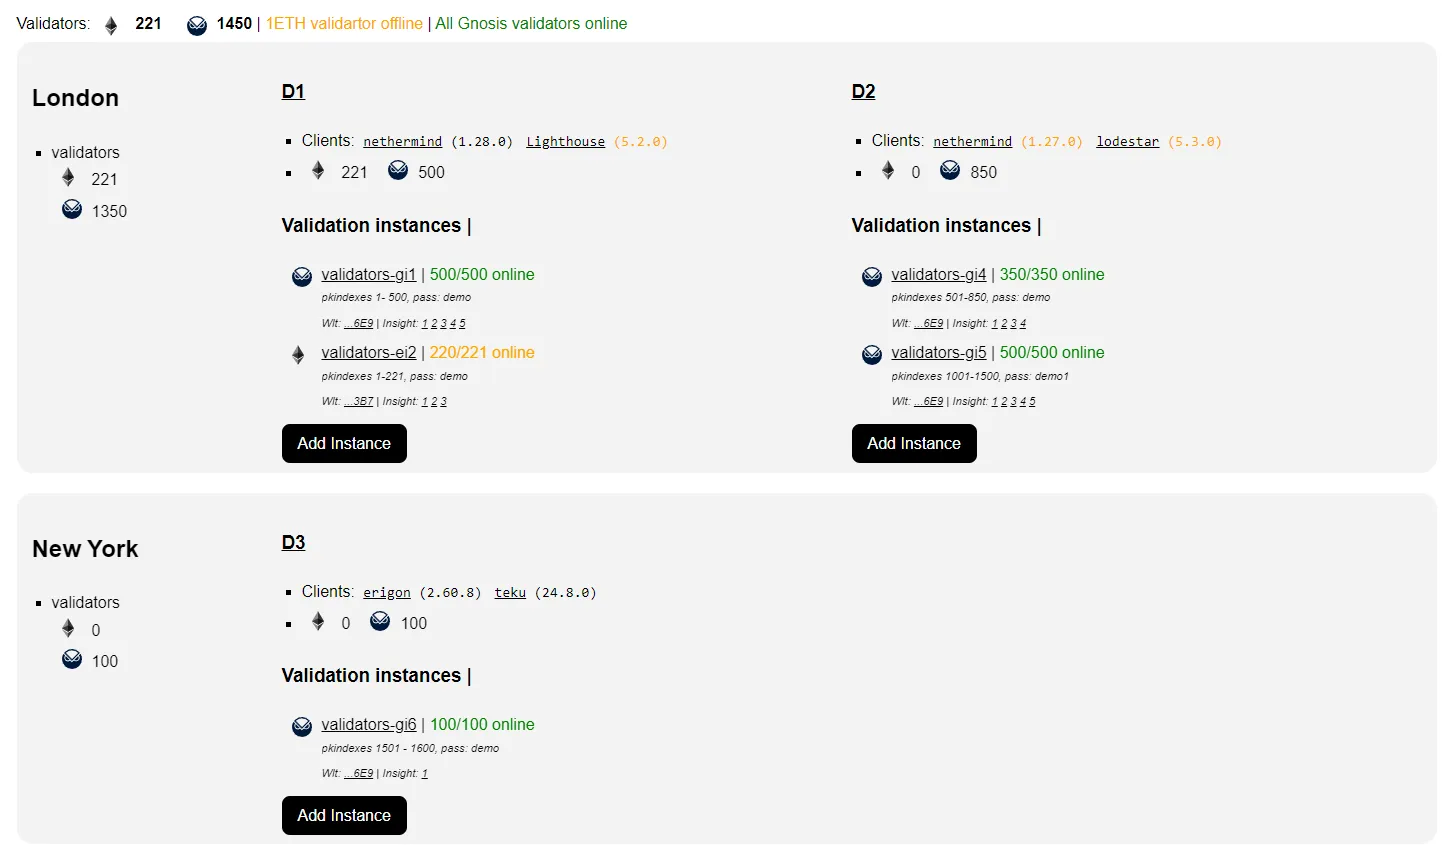 Validators: 221 1450 | 1ETH validartor offline | All Gnosis validators online
London
validators
221
1350
D1
Clients: nethermind (1.28.0) Lighthouse (5.2.0)
221 500
Validation instances |
validators-gi1 | 500/500 online
pkindexes 1- 500, pass: demo
Wlt: ...6E9 | Insight: 1 2 3 4 5
validators-ei2 | 220/221 online
pkindexes 1-221, pass: demo
Wlt: ...3B7 | Insight: 1 2 3
Add Instance
D2
Clients: nethermind (1.27.0) lodestar (5.3.0)
0 850
Validation instances |
validators-gi4 | 350/350 online
pkindexes 501-850, pass: demo
Wlt: ...6E9 | Insight: 1 2 3 4
validators-gi5 | 500/500 online
pkindexes 1001-1500, pass: demo1
Wlt: ...6E9 | Insight: 1 2 3 4 5
Add Instance
New York
validators
0
100
D3
Clients: erigon (2.60.8) teku (24.8.0)
0 100
Validation instances |
validators-gi6 | 100/100 online
pkindexes 1501 - 1600, pass: demo
Wlt: ...6E9 | Insight: 1
Add Instance